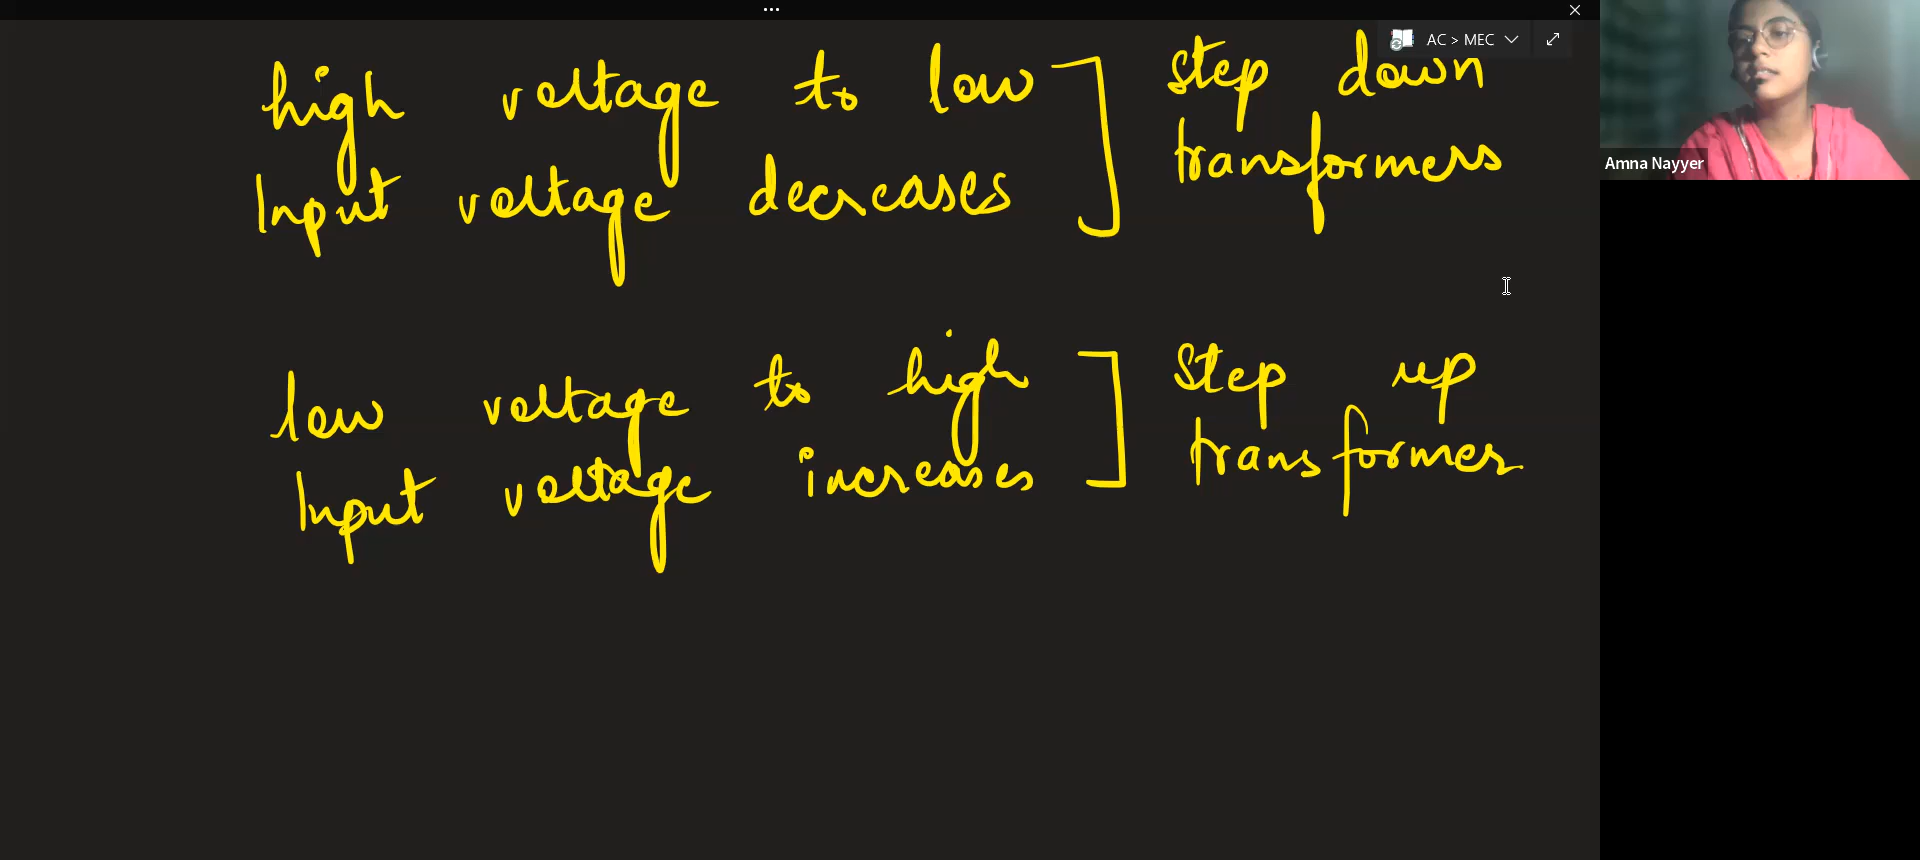 AC > MEC
high voltage to low
step down
Input voltage decreases
transformers
low voltage to high
Step up
Input voltage increases
transformer
Amna Nayyer